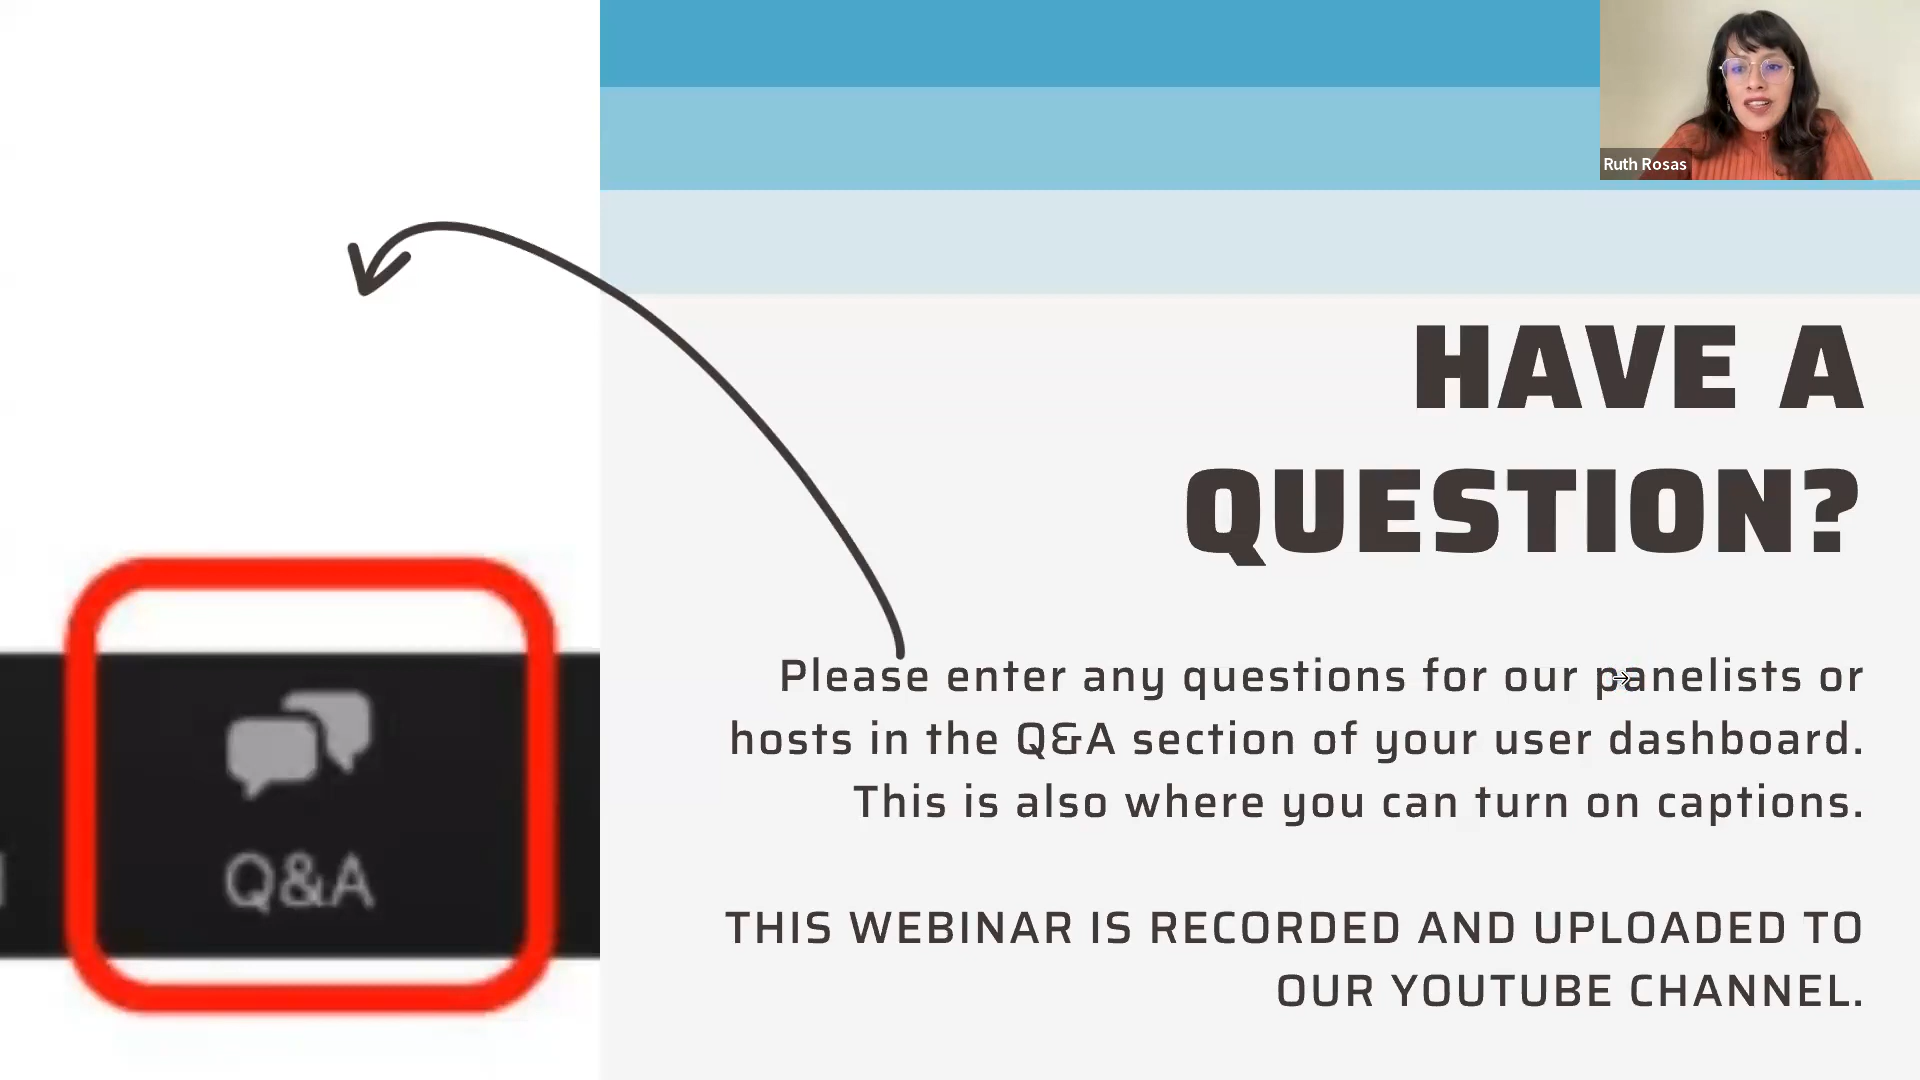 Ruth Rosas
HAVE A
QUESTION?
Please enter any questions for our panelists or
hosts in the Q&A section of your user dashboard.
This is also where you can turn on captions.
THIS WEBINAR IS RECORDED AND UPLOADED TO
OUR YOUTUBE CHANNEL.
Q&A